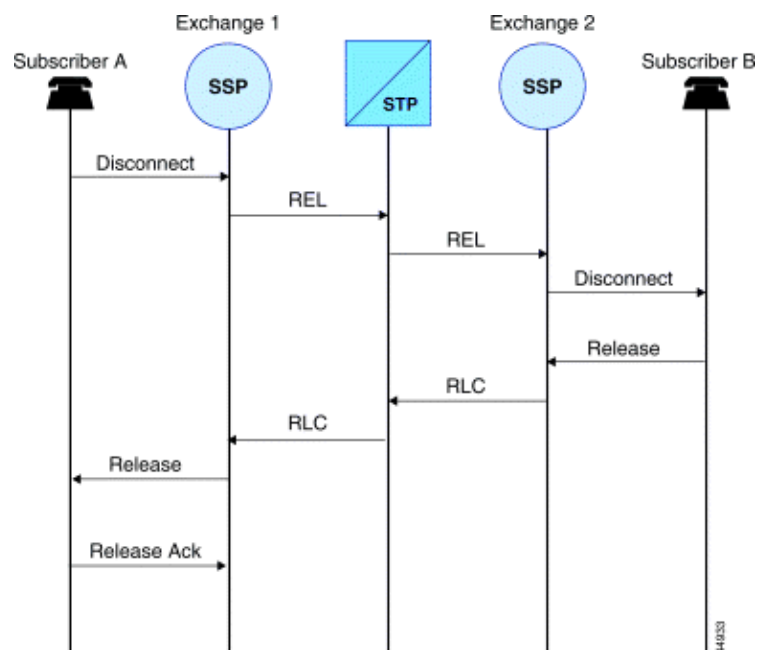 Exchange 1
Exchange 2
Subscriber A
Subscriber B
SSP
STP
SSP
Disconnect
REL
REL
Disconnect
Release
RLC
RLC
Release
Release Ack